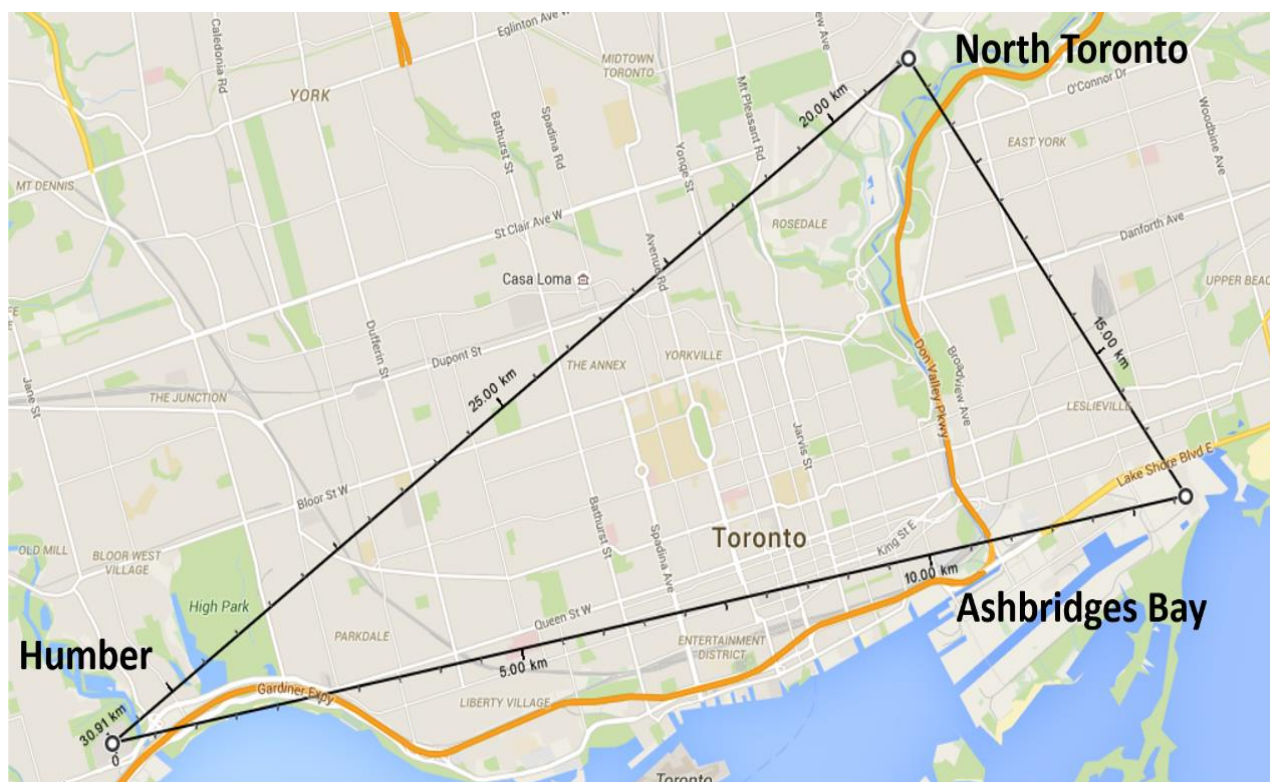 Eglinton Ave W
Caledonia Rd
MIDTOWN
TORONTO
North Toronto
O'Connor Dr
YORK
20.00 km
Mt Pleasant Rd
Woodbine Ave
Bathurst St
Spadina Rd
Yonge St
EAST YORK
MT DENNIS
St Clair Ave W
ROSEDALE
Danforth Ave
Avenue Rd
Casa Loma
UPPER BEAC
Dufferin St
15.00 km
Dupont St
THE ANNEX
YORKVILLE
Don Valley Pkwy
Broadview Ave
Jane St
THE JUNCTION
25.00 km
LESLIEVILLE
Jarvis St
Lake Shore Blvd E
Bloor St W
Bathurst St
Spadina Ave
Toronto
King St E
OLD MILL
BLOOR WEST
VILLAGE
10.00 km
High Park
Queen St W
Ashbridges Bay
PARKDALE
ENTERTAINMENT
DISTRICT
Humber
5.00 km
Gardiner Expy
LIBERTY VILLAGE
30.91 km
0
Toronto